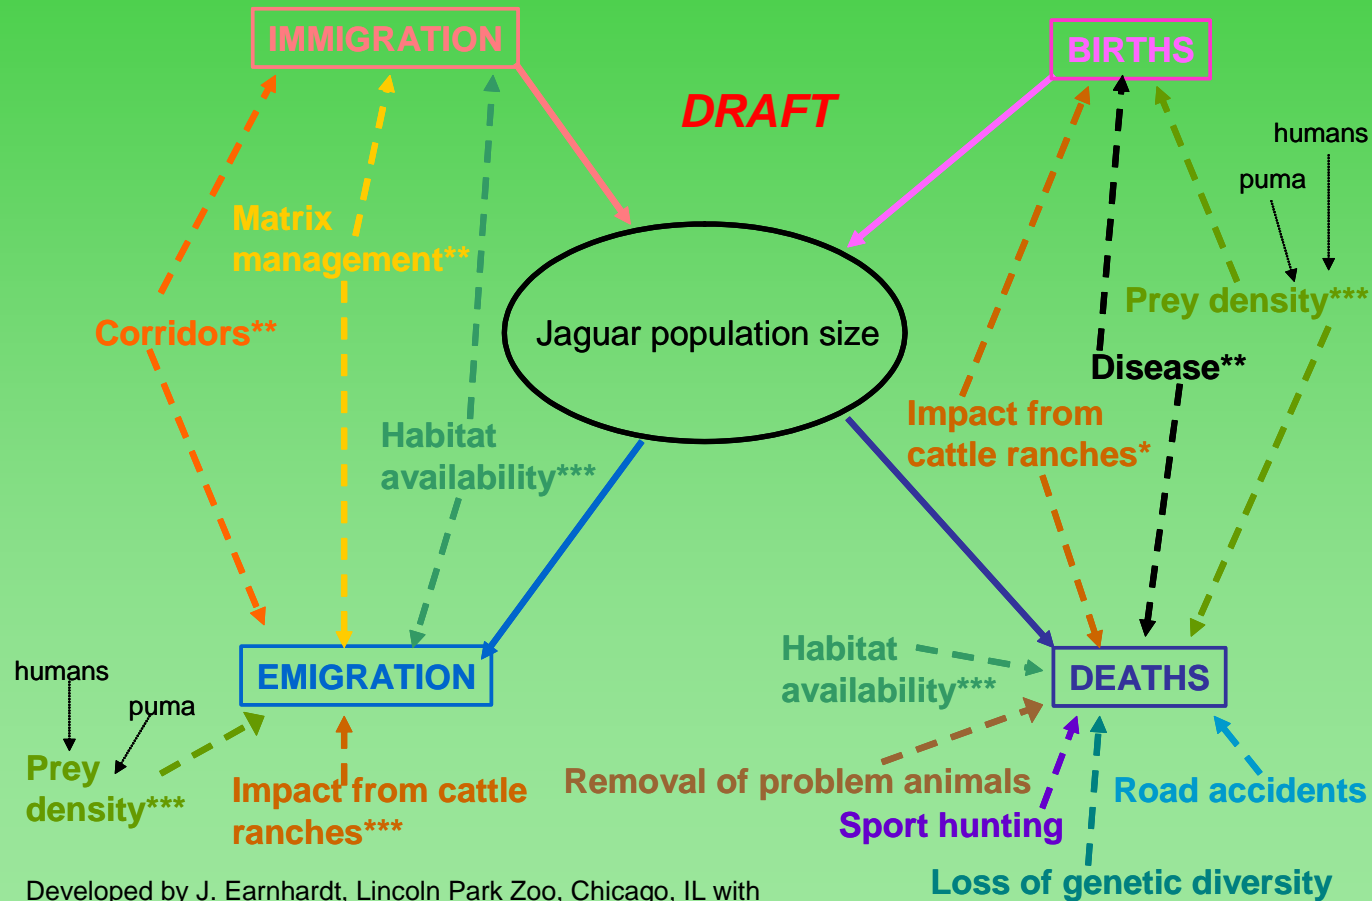 IMMIGRATION
BIRTHS
DRAFT
humans
puma
Matrix
management**
Prey density***
Corridors**
Jaguar population size
Disease**
Impact from
cattle ranches*
Habitat
availability***
Habitat
availability***
EMIGRATION
DEATHS
humans
puma
Prey
density***
Impact from cattle
ranches***
Removal of problem animals
Road accidents
Sport hunting
Loss of genetic diversity
Developed by J. Earnhardt, Lincoln Park Zoo, Chicago, IL with